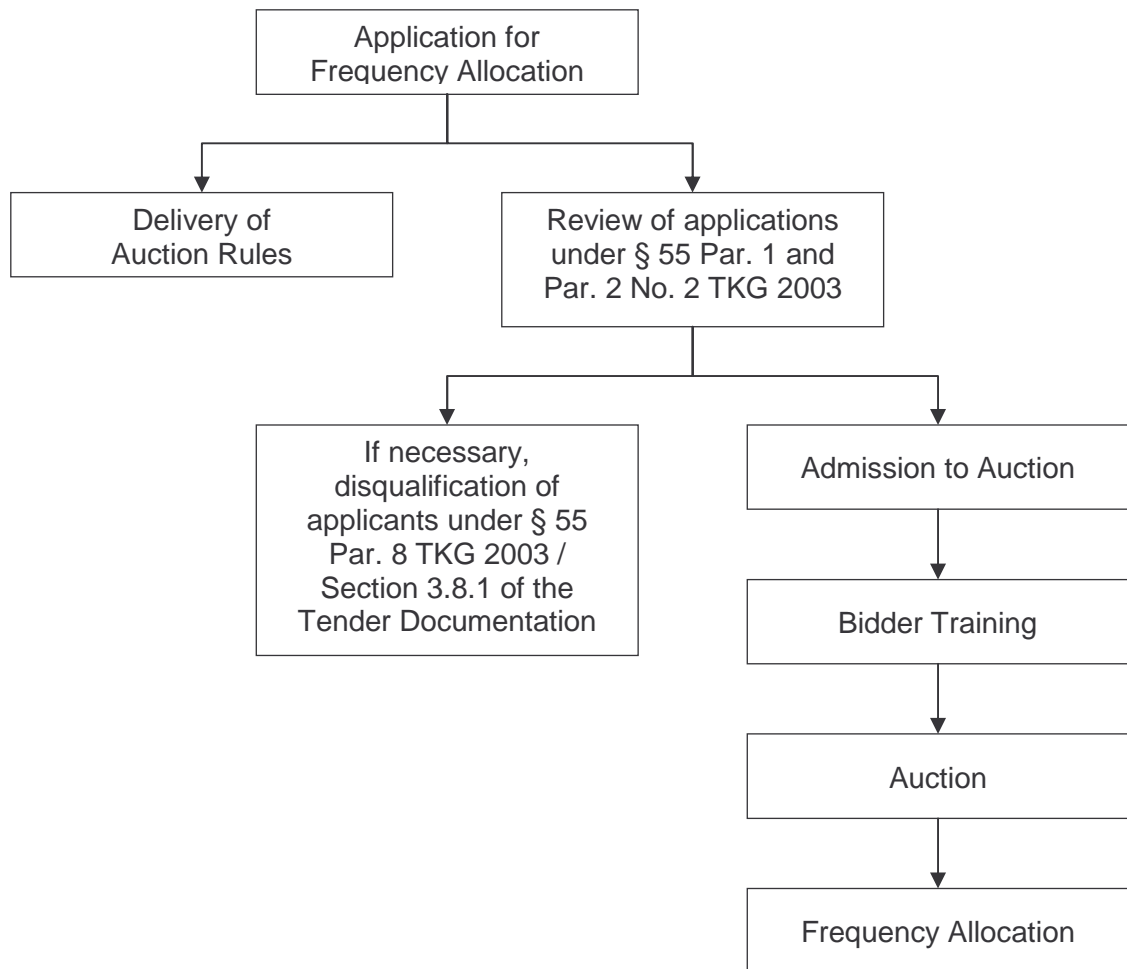 Application for
Frequency Allocation
Delivery of
Auction Rules
Review of applications
under § 55 Par. 1 and
Par. 2 No. 2 TKG 2003
If necessary,
disqualification of
applicants under § 55
Par. 8 TKG 2003 /
Section 3.8.1 of the
Tender Documentation
Admission to Auction
Bidder Training
Auction
Frequency Allocation